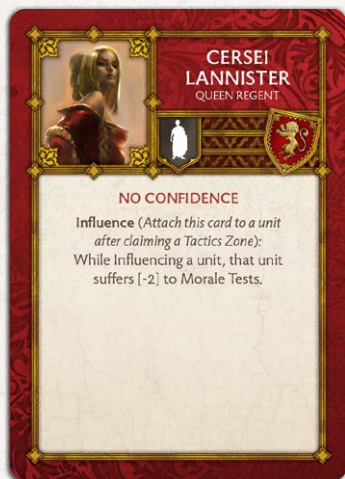 CERSEI
LANNISTER
QUEEN REGENT
NO CONFIDENCE
Influence (Attach this card to a unit
after claiming a Tactics Zone):
While Influencing a unit, that unit
suffers [-2] to Morale Tests.